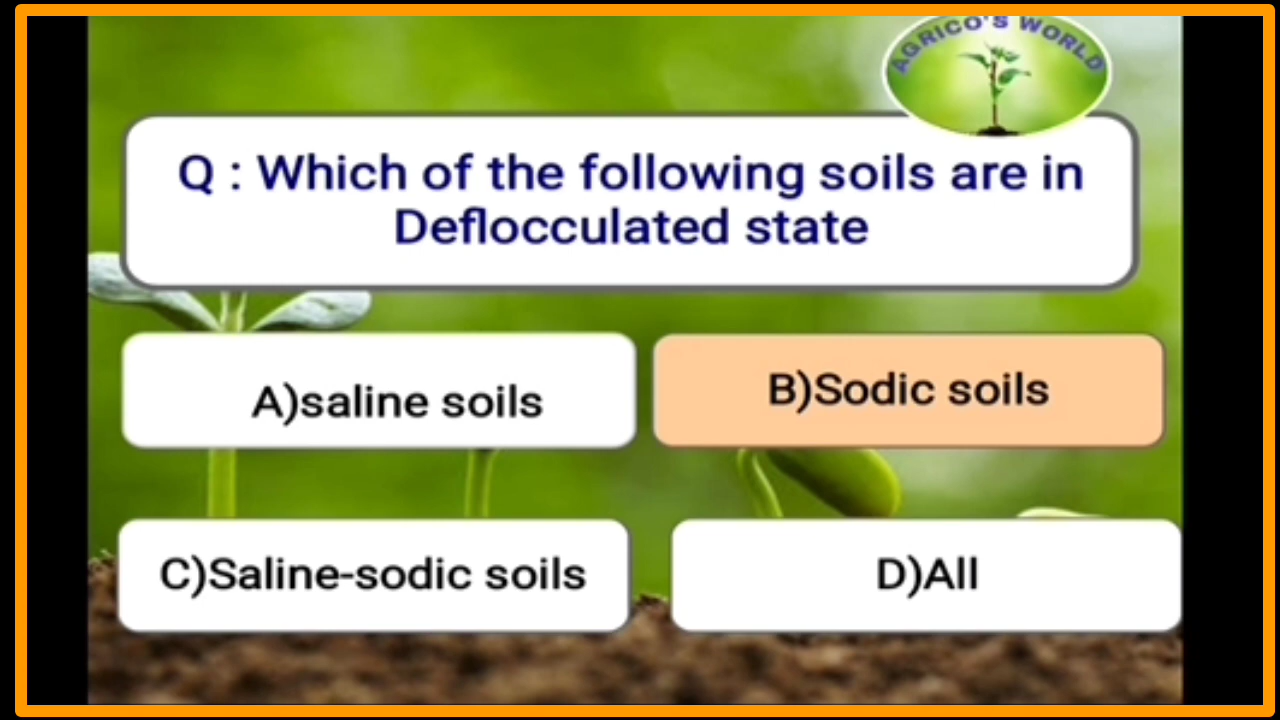 AGRICO'S WORLD
Q : Which of the following soils are in
Deflocculated state
A)saline soils
B)Sodic soils
C)Saline-sodic soils
D)All